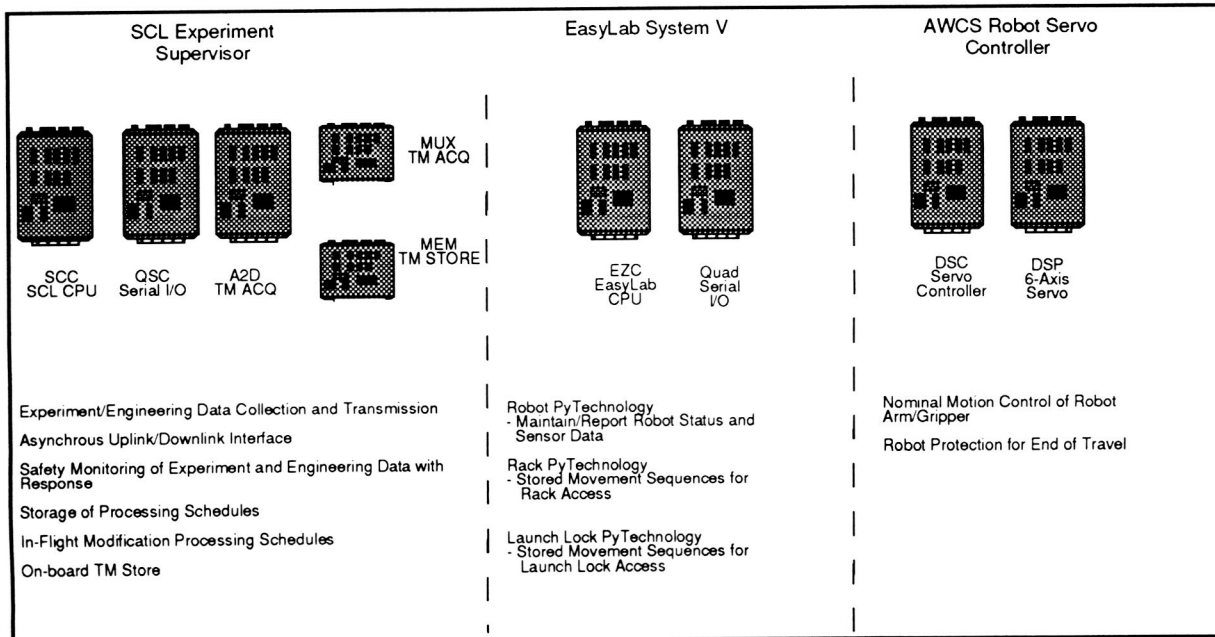 SCL Experiment
Supervisor
MUX
TM ACQ
MEM
TM STORE
SCC
SCL CPU
QSC
Serial I/O
A2D
TM ACQ
Experiment/Engineering Data Collection and Transmission
Asynchrous Uplink/Downlink Interface
Safety Monitoring of Experiment and Engineering Data with
Response
Storage of Processing Schedules
In-Flight Modification Processing Schedules
On-board TM Store
EasyLab System V
EZC
EasyLab
CPU
Quad
Serial
I/O
Robot PyTechnology
- Maintain/Report Robot Status and
Sensor Data
Rack PyTechnology
- Stored Movement Sequences for
Rack Access
Launch Lock PyTechnology
- Stored Movement Sequences for
Launch Lock Access
AWCS Robot Servo
Controller
DSC
Servo
Controller
DSP
6-Axis
Servo
Nominal Motion Control of Robot
Arm/Gripper
Robot Protection for End of Travel